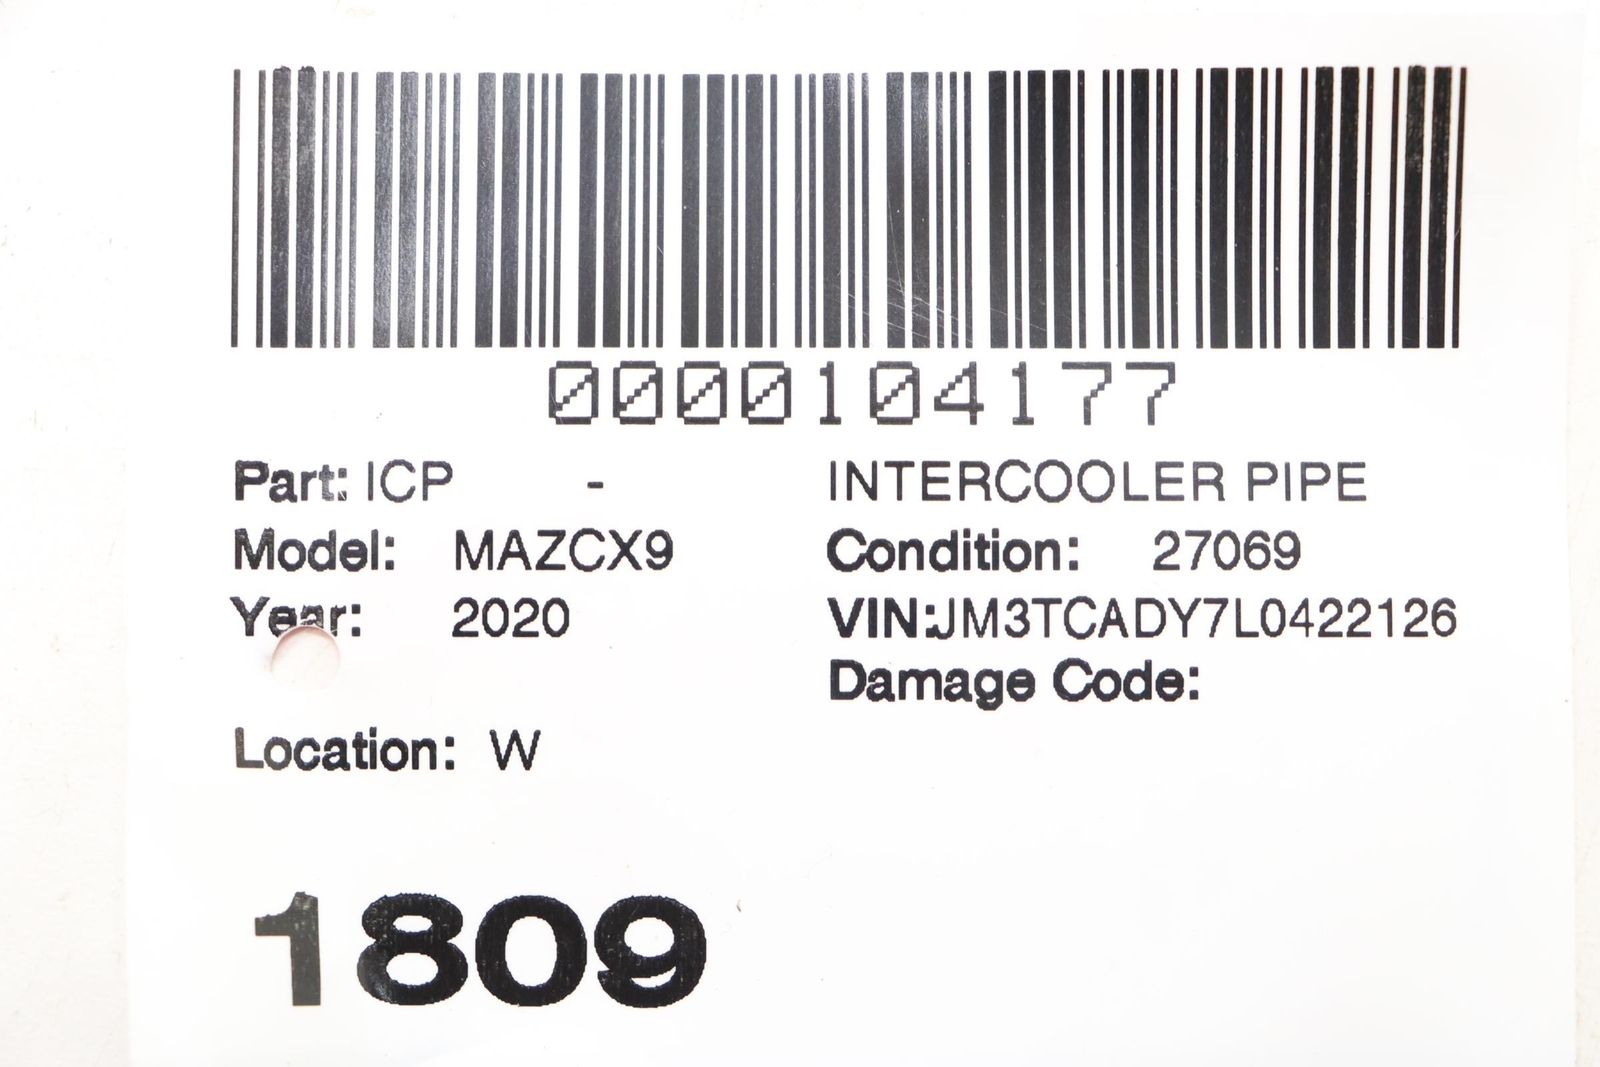 0000104177
Part: ICP - INTERCOOLER PIPE
Model: MAZCX9 Condition: 27069
Year: 2020 VIN:JM3TCADY7L0422126
Damage Code:
Location: W
1809